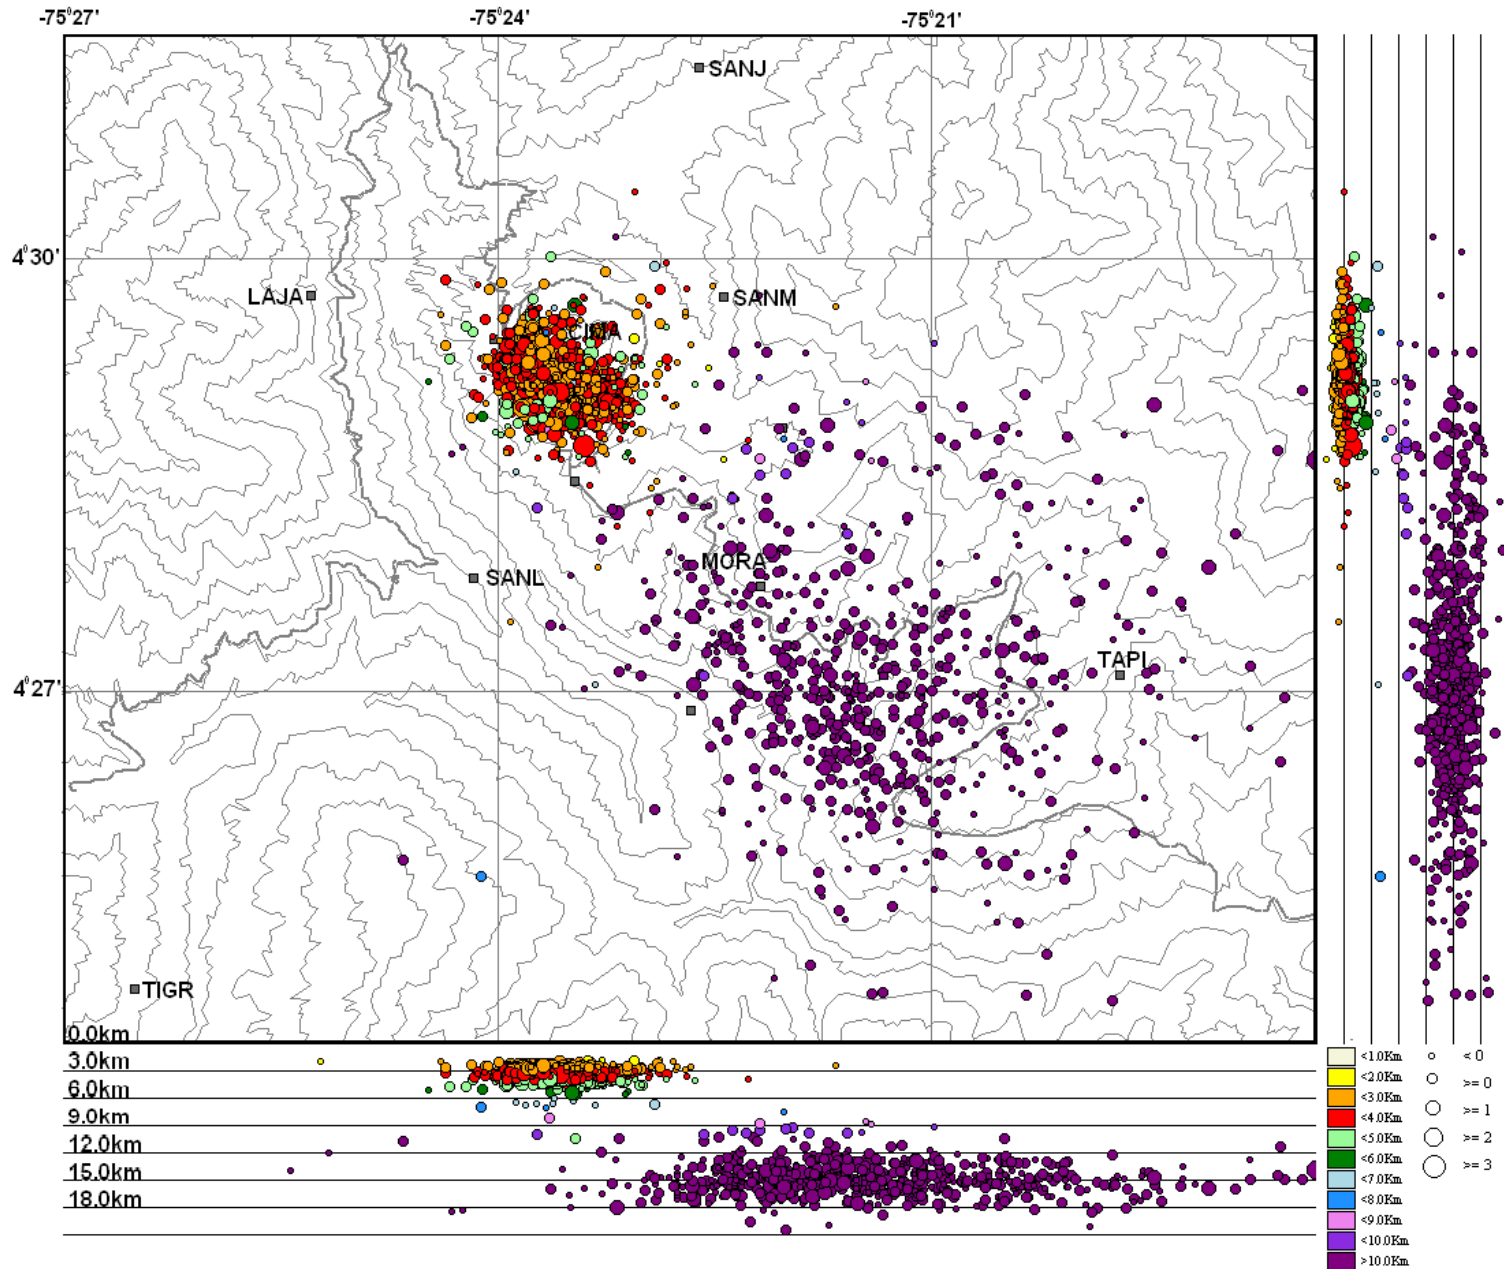 -75°27' -75°24' -75°21'
SANJ
4°30'
LAJA SANM
CIMA
MORA
SANL
TAPI
4°27'
TIGR
0.0km
3.0km
6.0km
9.0km
12.0km
15.0km
18.0km
<1.0Km < 0
<2.0Km >= 0
<3.0Km >= 1
<4.0Km
<5.0Km >= 2
<6.0Km >= 3
<7.0Km
<8.0Km
<9.0Km
<10.0Km
>10.0Km